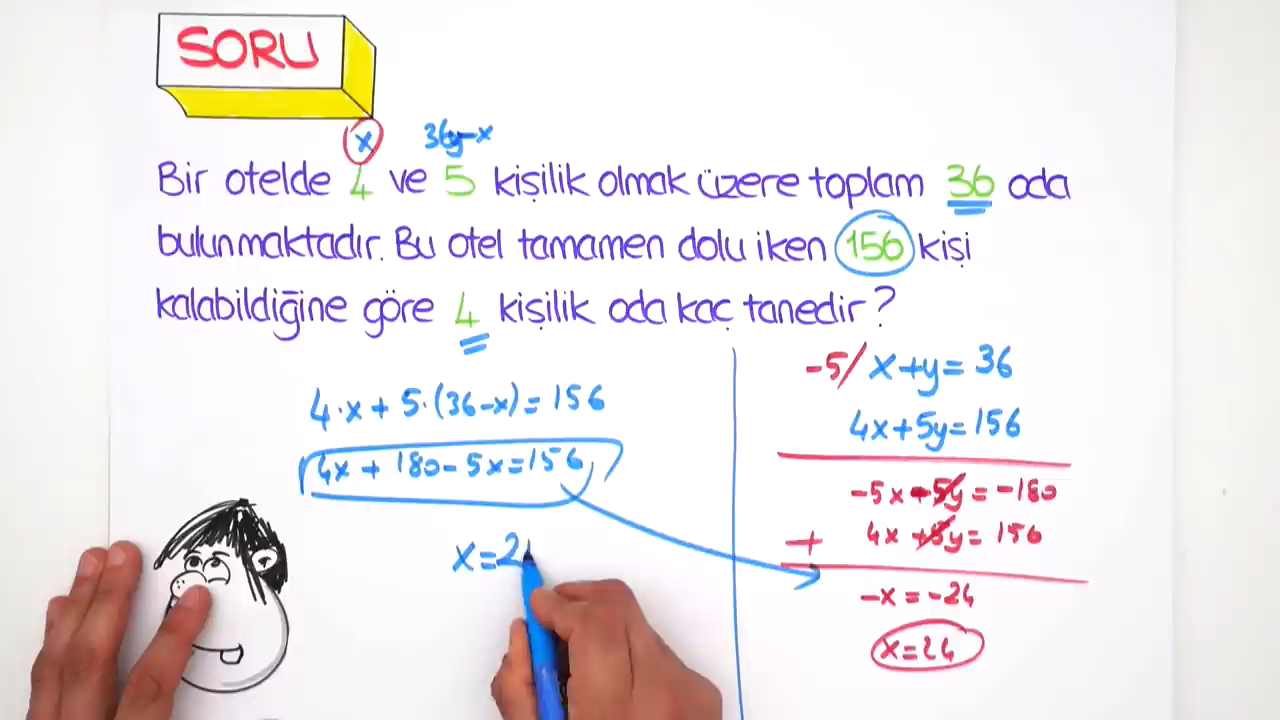 SORU
x 36-x
Bir otelde 4 ve 5 kişilik olmak üzere toplam 36 oda
bulunmaktadır. Bu otel tamamen dolu iken 156 kişi
kalabildiğine göre 4 kişilik oda kaç tanedir?
4·x + 5·(36-x) = 156
4x + 180 - 5x = 156
x = 2
-5/ x+y = 36
4x+5y = 156
-5x-5y = -180
+ 4x+5y = 156
-x = -24
x = 24